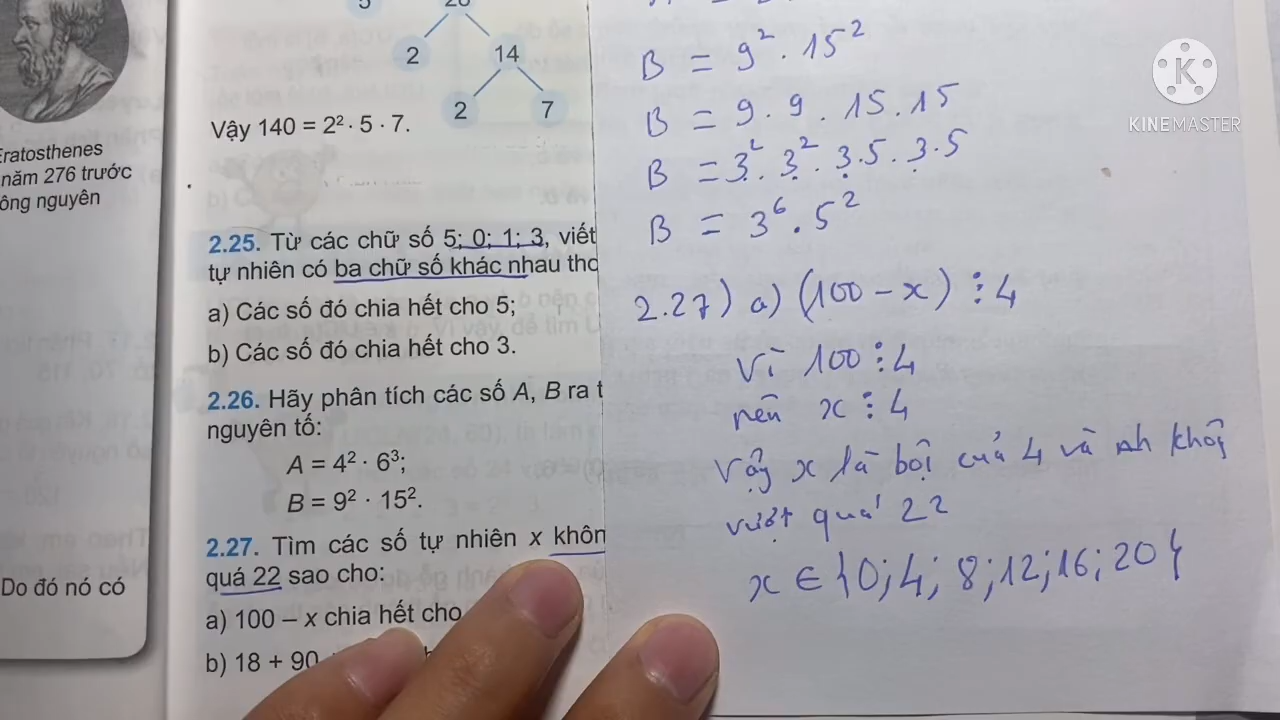 2
14
2
7
Vậy 140 = 2² · 5 · 7.
Eratosthenes
năm 276 trước
ông nguyên
2.25. Từ các chữ số 5; 0; 1; 3, viết
tự nhiên có ba chữ số khác nhau
a) Các số đó chia hết cho 5;
b) Các số đó chia hết cho 3.
2.26. Hãy phân tích các số A, B ra
nguyên tố:
A = 4² · 6³;
B = 9² · 15².
2.27. Tìm các số tự nhiên x
quá 22 sao cho:
a) 100 – x chia hết cho
b) 18 + 90
Do đó nó có
B = 9² . 15²
B = 9 . 9 . 15 . 15
B = 3² . 3² . 3.5 . 3.5
B = 3⁶ . 5²
2.27) a) (100 - x) ⋮ 4
Vì 100 ⋮ 4
nên x ⋮ 4
Vậy x là bội của 4 và
vượt quá 22
x ∈ {0; 4; 8; 12; 16; 20}
KINEMASTER